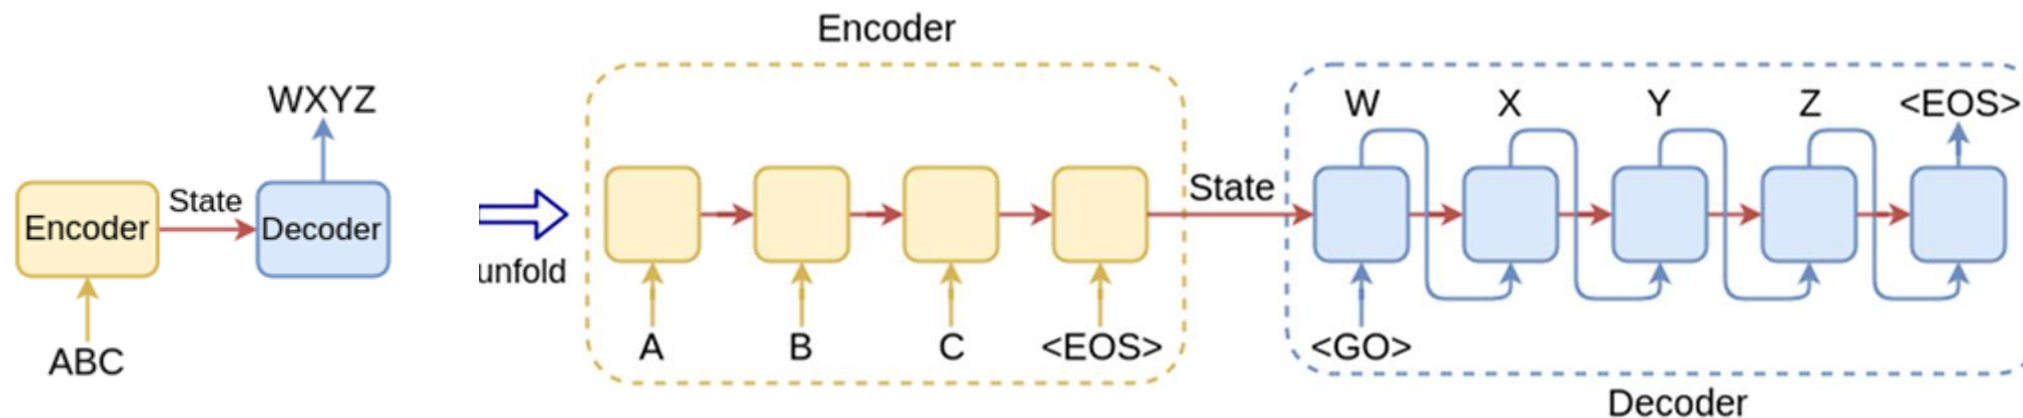 WXYZ
Encoder
State
Decoder
ABC
unfold
Encoder
A
B
C
<EOS>
State
W
X
Y
Z
<EOS>
<GO>
Decoder